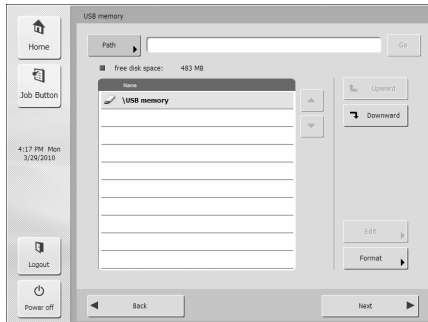 USB memory
Home
Job Button
4:17 PM Mon
3/29/2010
Logout
Power off
Path
Go
free disk space: 483 MB
Name
\USB memory
Upward
Downward
Edit
Format
Back
Next